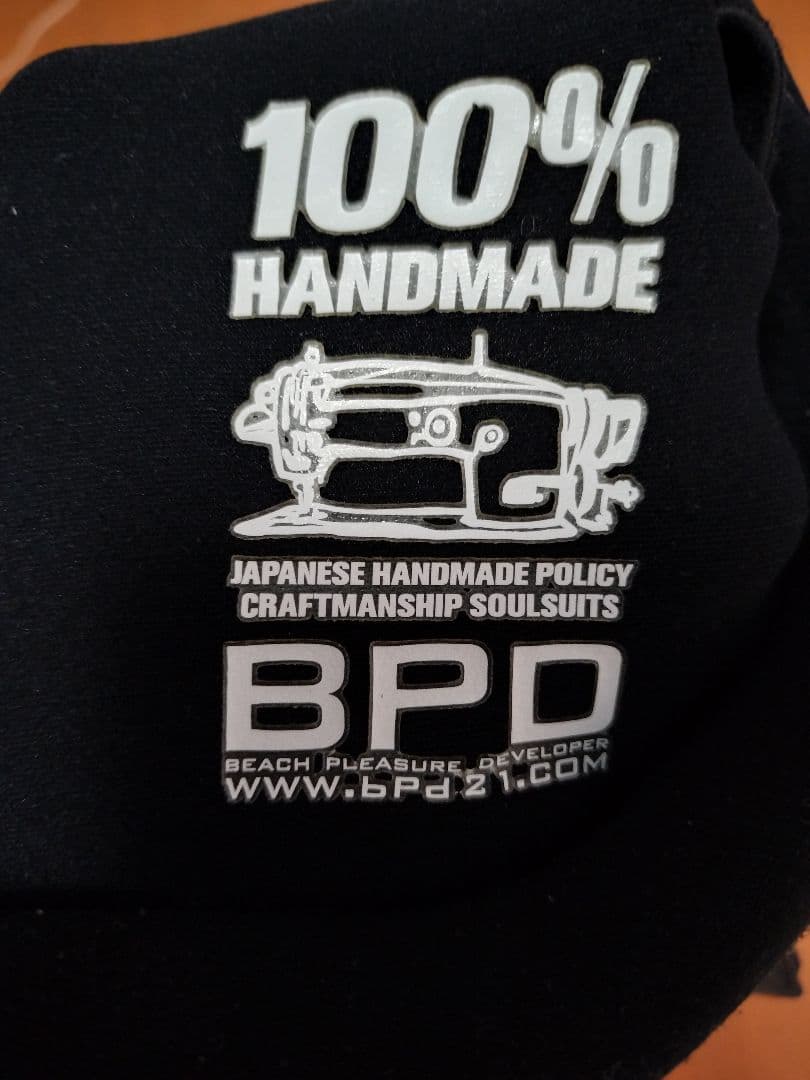 100%
HANDMADE
JAPANESE HANDMADE POLICY
CRAFTMANSHIP SOULSUITS
BPD
BEACH PLEASURE DEVELOPER
WWW.bPd21.COM